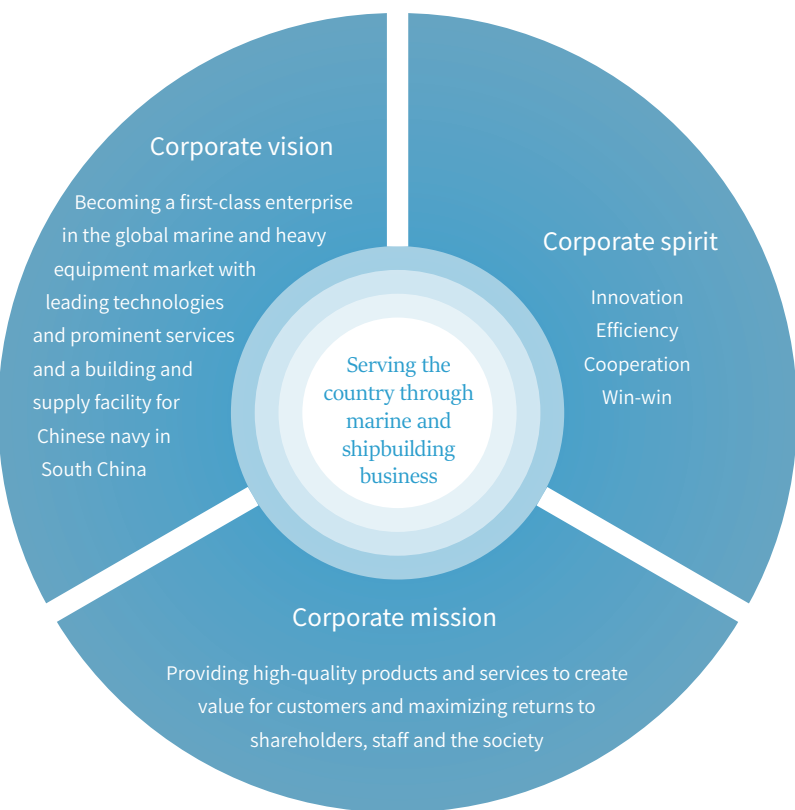 Corporate vision
Becoming a first-class enterprise
in the global marine and heavy
equipment market with
leading technologies
and prominent services
and a building and
supply facility for
Chinese navy in
South China
Corporate spirit
Innovation
Efficiency
Cooperation
Win-win
Serving the
country through
marine and
shipbuilding
business
Corporate mission
Providing high-quality products and services to create
value for customers and maximizing returns to
shareholders, staff and the society